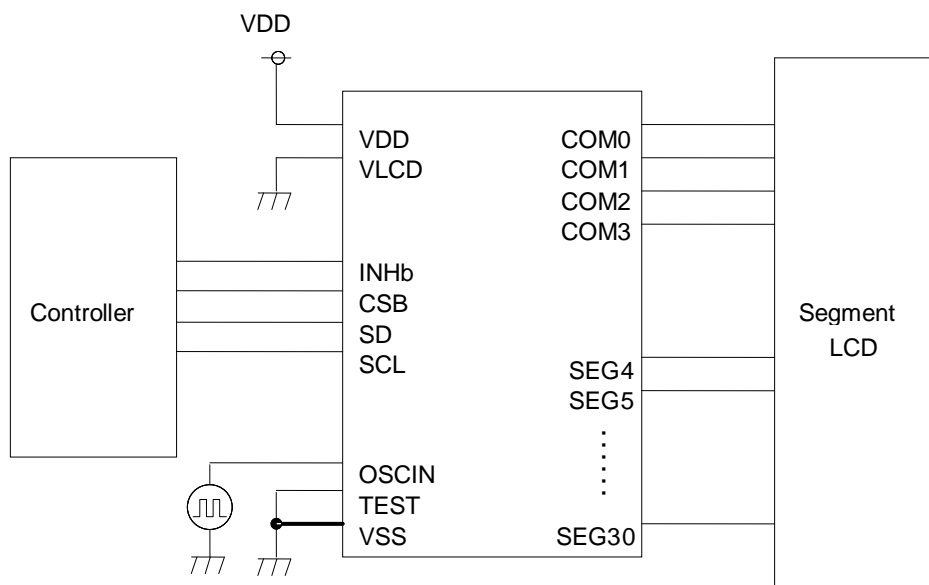 VDD
VDD
VLCD
INHb
CSB
SD
SCL
OSCIN
TEST
VSS
COM0
COM1
COM2
COM3
SEG4
SEG5
SEG30
Controller
Segment
LCD